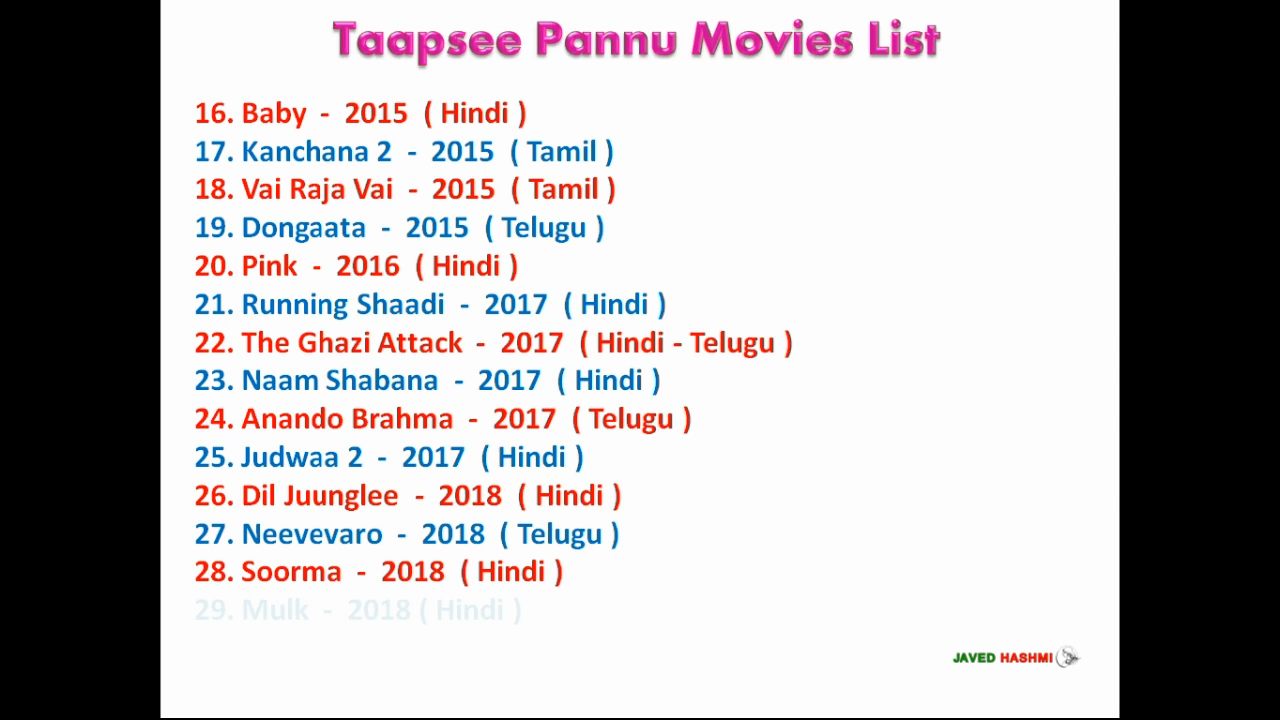 Taapsee Pannu Movies List
16. Baby - 2015 ( Hindi )
17. Kanchana 2 - 2015 ( Tamil )
18. Vai Raja Vai - 2015 ( Tamil )
19. Dongaata - 2015 ( Telugu )
20. Pink - 2016 ( Hindi )
21. Running Shaadi - 2017 ( Hindi )
22. The Ghazi Attack - 2017 ( Hindi - Telugu )
23. Naam Shabana - 2017 ( Hindi )
24. Anando Brahma - 2017 ( Telugu )
25. Judwaa 2 - 2017 ( Hindi )
26. Dil Juunglee - 2018 ( Hindi )
27. Neevevaro - 2018 ( Telugu )
28. Soorma - 2018 ( Hindi )
29. Mulk - 2018 ( Hindi )
JAVED HASHMI